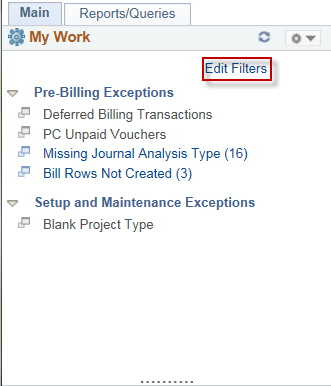 Main Reports/Queries
My Work
Edit Filters
Pre-Billing Exceptions
Deferred Billing Transactions
PC Unpaid Vouchers
Missing Journal Analysis Type (16)
Bill Rows Not Created (3)
Setup and Maintenance Exceptions
Blank Project Type